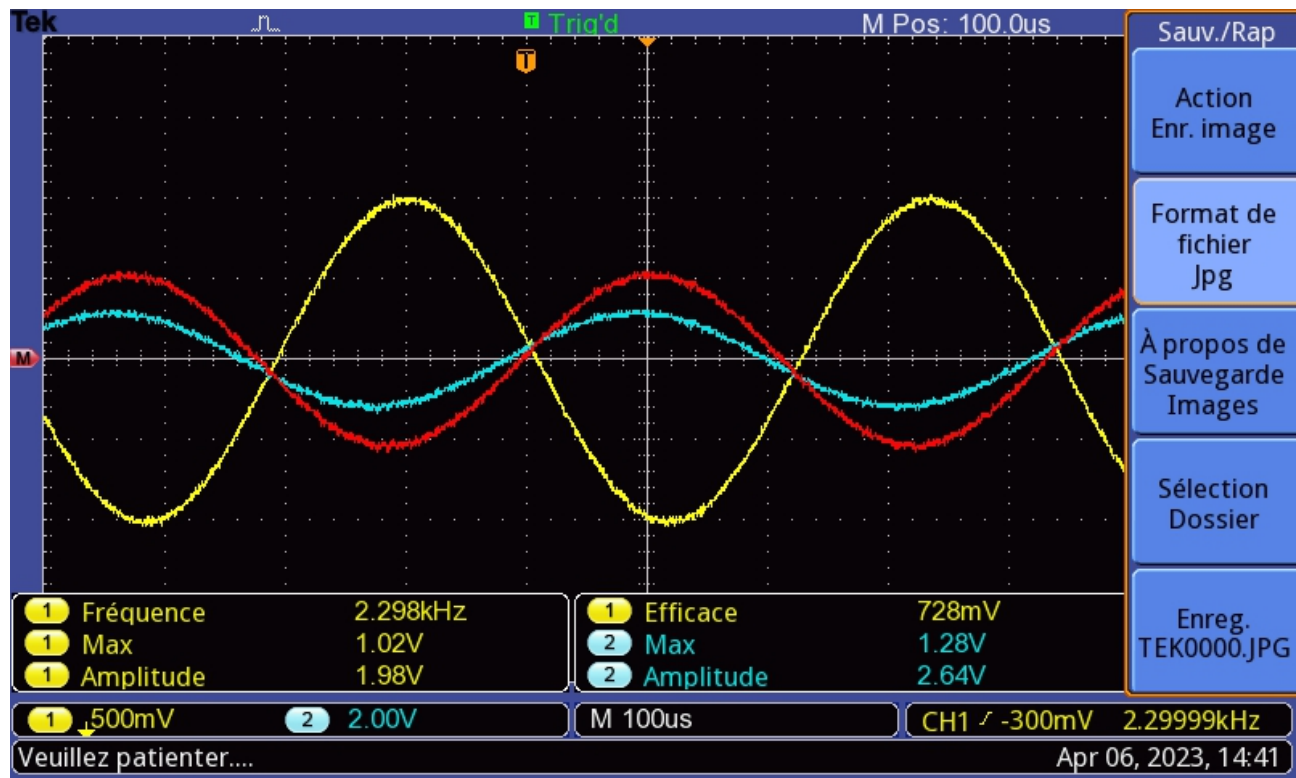 Tek T Trig'd M Pos: 100.0us
Sauv./Rap
Action
Enr. image
Format de
fichier
Jpg
À propos de
Sauvegarde
Images
Sélection
Dossier
Enreg.
TEK0000.JPG
T
M
1 Fréquence 2.298kHz
1 Max 1.02V
1 Amplitude 1.98V
1 Efficace 728mV
2 Max 1.28V
2 Amplitude 2.64V
1 500mV 2 2.00V M 100us CH1 -300mV 2.29999kHz
Veuillez patienter.... Apr 06, 2023, 14:41